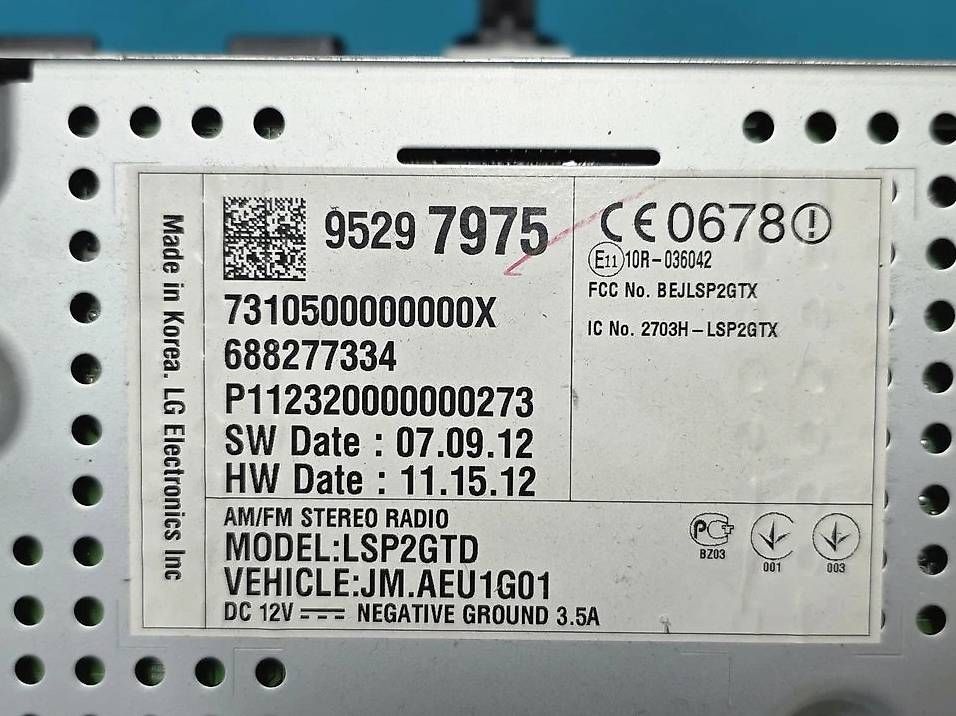 Made in Korea. LG Electronics Inc
9529 7975
7310500000000X
688277334
P112320000000273
SW Date : 07.09.12
HW Date : 11.15.12
CE0678
E11 10R-036042
FCC No. BEJLSP2GTX
IC No. 2703H-LSP2GTX
AM/FM STEREO RADIO
MODEL:LSP2GTD
VEHICLE:JM.AEU1G01
DC 12V NEGATIVE GROUND 3.5A
BZ03
001
003